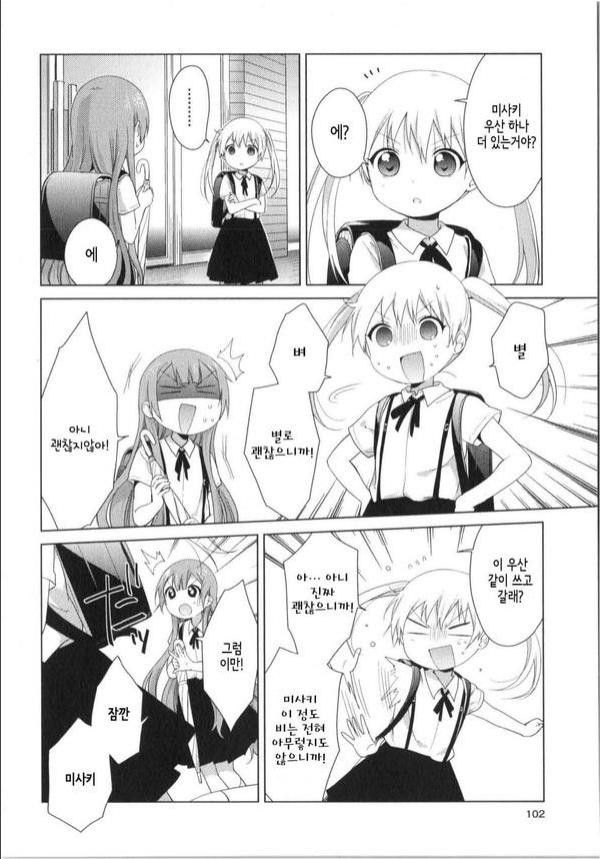 미사키
우산 하나
더 있는거야?
에?
………
에
별
벼
별로
괜찮으니까!
아니
괜찮지않아!
이 우산
같이 쓰고
갈래?
아… 아니
진짜
괜찮으니까!
미사키
이 정도
비는 전혀
아무렇지도
않으니까!
그럼
이만!
ダッ
잠깐
미사키
102